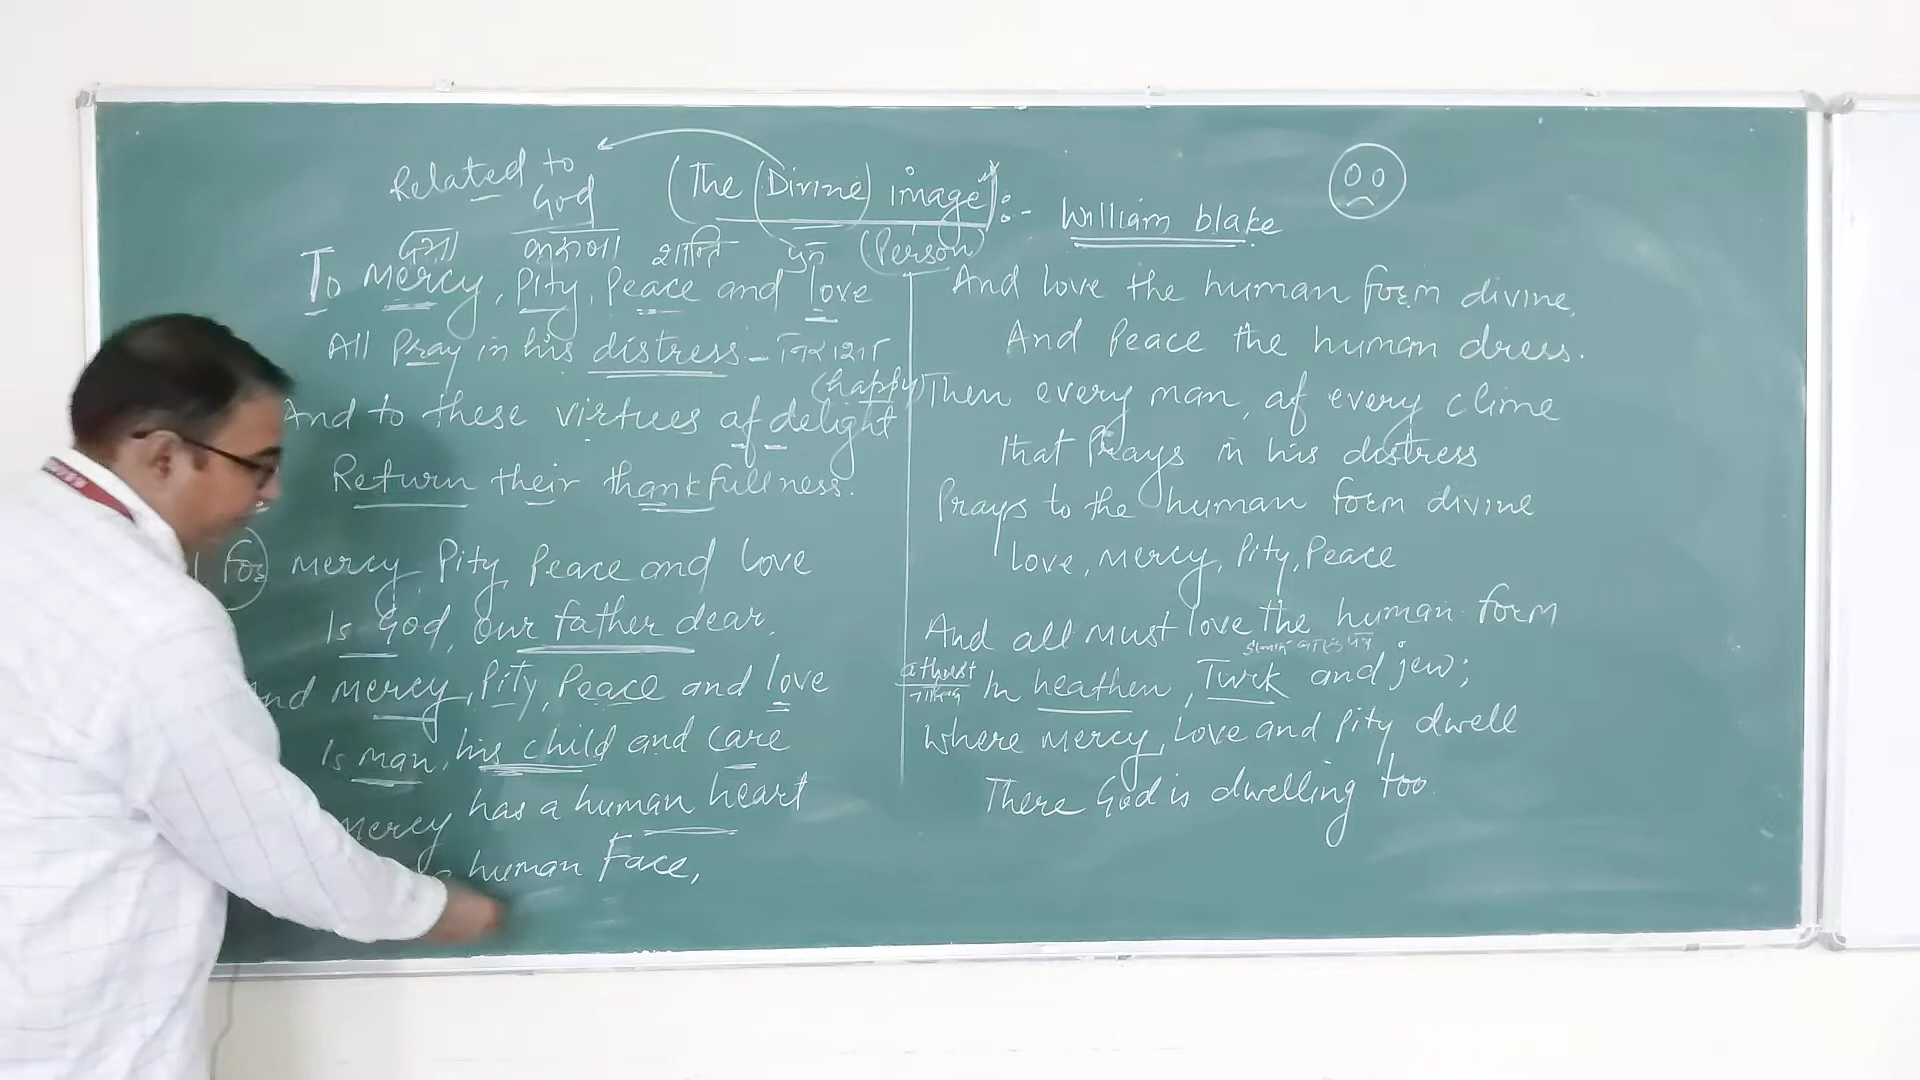 Related to
God
(The (Divine) image") :- William blake
दया करुणा शान्ति प्रेम (Person)
To Mercy, Pity, Peace and love
All Pray in his distress - निराशा
(happy)
And to these virtues of delight
Return their thankfullness.
For mercy Pity, Peace and Love
Is God, our father dear,
And Mercy, Pity, Peace and love
Is man, his child and care
Mercy has a human heart
human Face,
And love the human form divine,
And Peace the human dress.
Then every man, of every clime
That Prays in his distress
Prays to the human form divine
Love, Mercy, Pity, Peace
And all must love the human form
atheist
नास्तिक
In heathen, Turk and jew;
Where mercy, Love and pity dwell
There God is dwelling too.